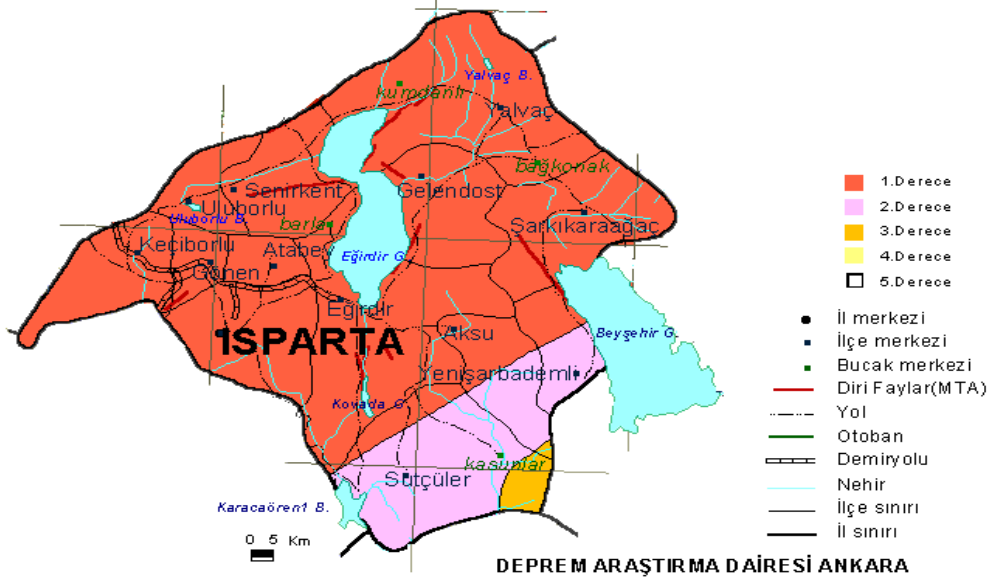 Yalvaç B.
kumdanlı
Yalvaç
bağkonak
Senirkent
Gelendost
Uluborlu
Uluborlu B.
barla
Şarkikaraağaç
Keçiborlu
Atabey
Eğirdir G.
Gönen
Eğirdir
ISPARTA
Aksu
Beyşehir G.
Yenişarbademli
Kovada G.
kasımlar
Sütçüler
Karacaören1 B.
0 5 Km
1.Derece
2.Derece
3.Derece
4.Derece
5.Derece
İl merkezi
İlçe merkezi
Bucak merkezi
Diri Faylar(MTA)
Yol
Otoban
Demiryolu
Nehir
İlçe sınırı
İl sınırı
DEPREM ARAŞTIRMA DAİRESİ ANKARA